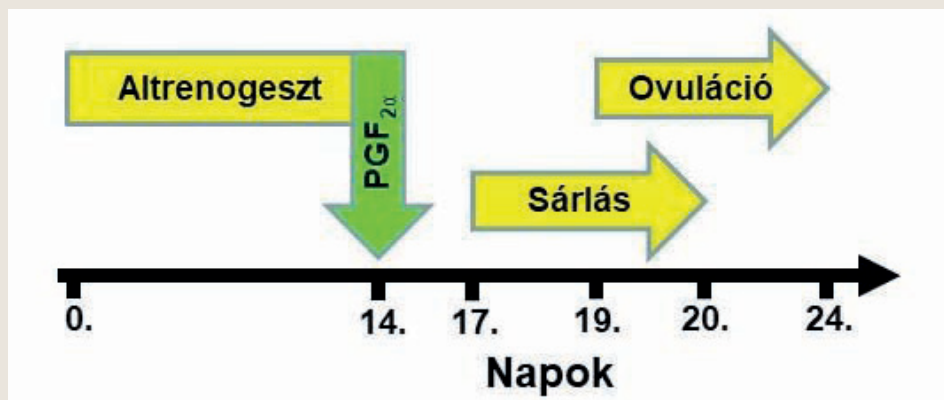 Altrenogeszt
PGF2α
Ovuláció
Sárlás
0.
14.
17.
19.
20.
24.
Napok